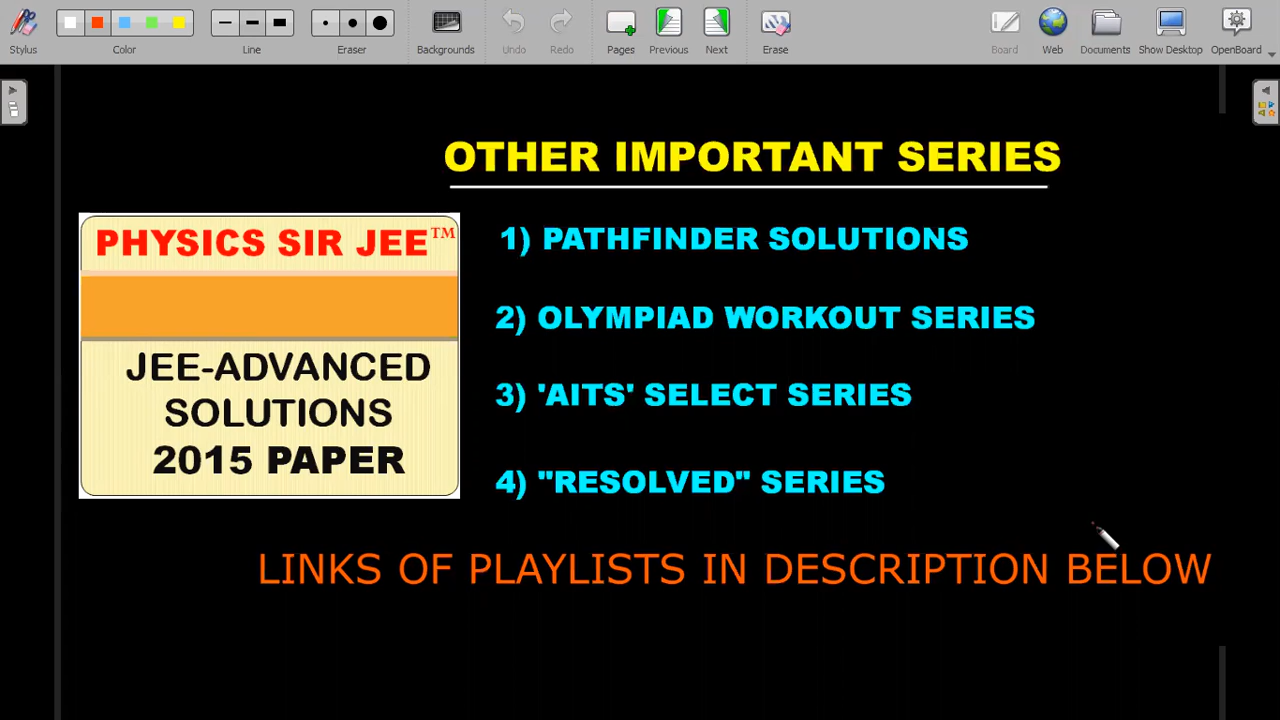 Stylus
Color
Line
Eraser
Backgrounds
Undo
Redo
Pages
Previous
Next
Erase
Board
Web
Documents
Show Desktop
OpenBoard
OTHER IMPORTANT SERIES
PHYSICS SIR JEE™
JEE-ADVANCED
SOLUTIONS
2015 PAPER
1) PATHFINDER SOLUTIONS
2) OLYMPIAD WORKOUT SERIES
3) 'AITS' SELECT SERIES
4) "RESOLVED" SERIES
LINKS OF PLAYLISTS IN DESCRIPTION BELOW